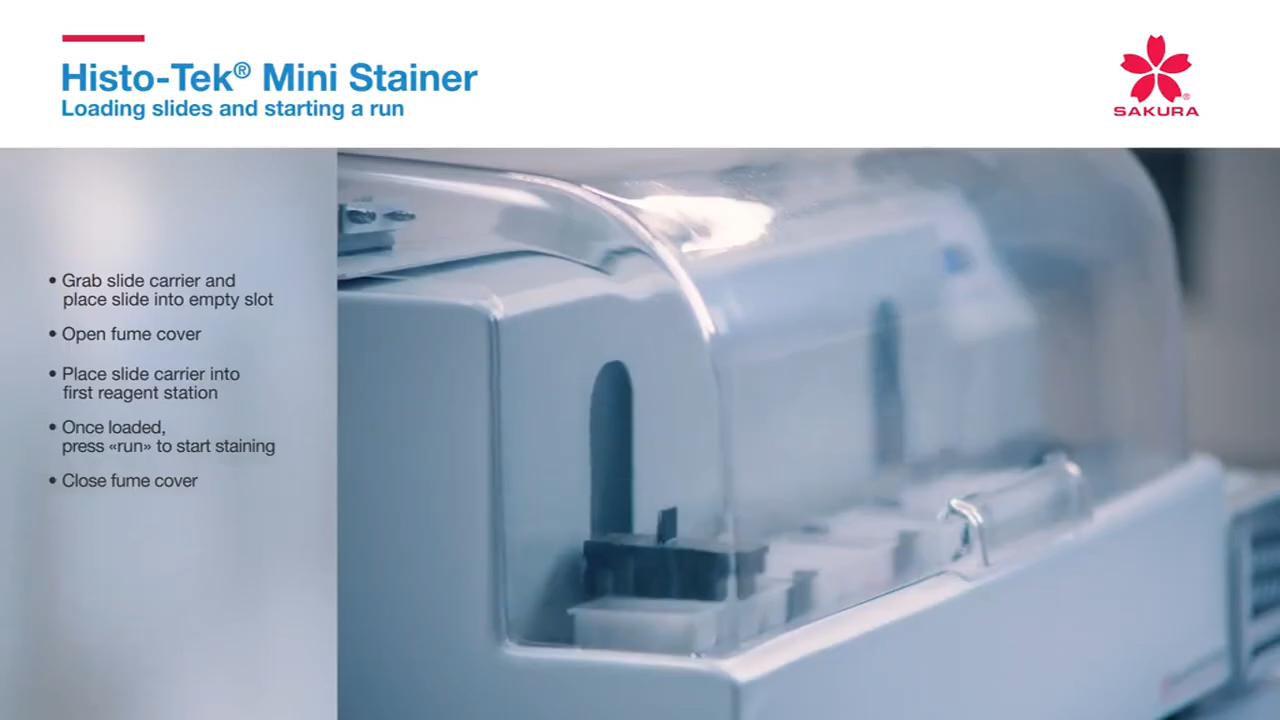 Histo-Tek® Mini Stainer
Loading slides and starting a run
SAKURA®
• Grab slide carrier and
place slide into empty slot
• Open fume cover
• Place slide carrier into
first reagent station
• Once loaded,
press «run» to start staining
• Close fume cover